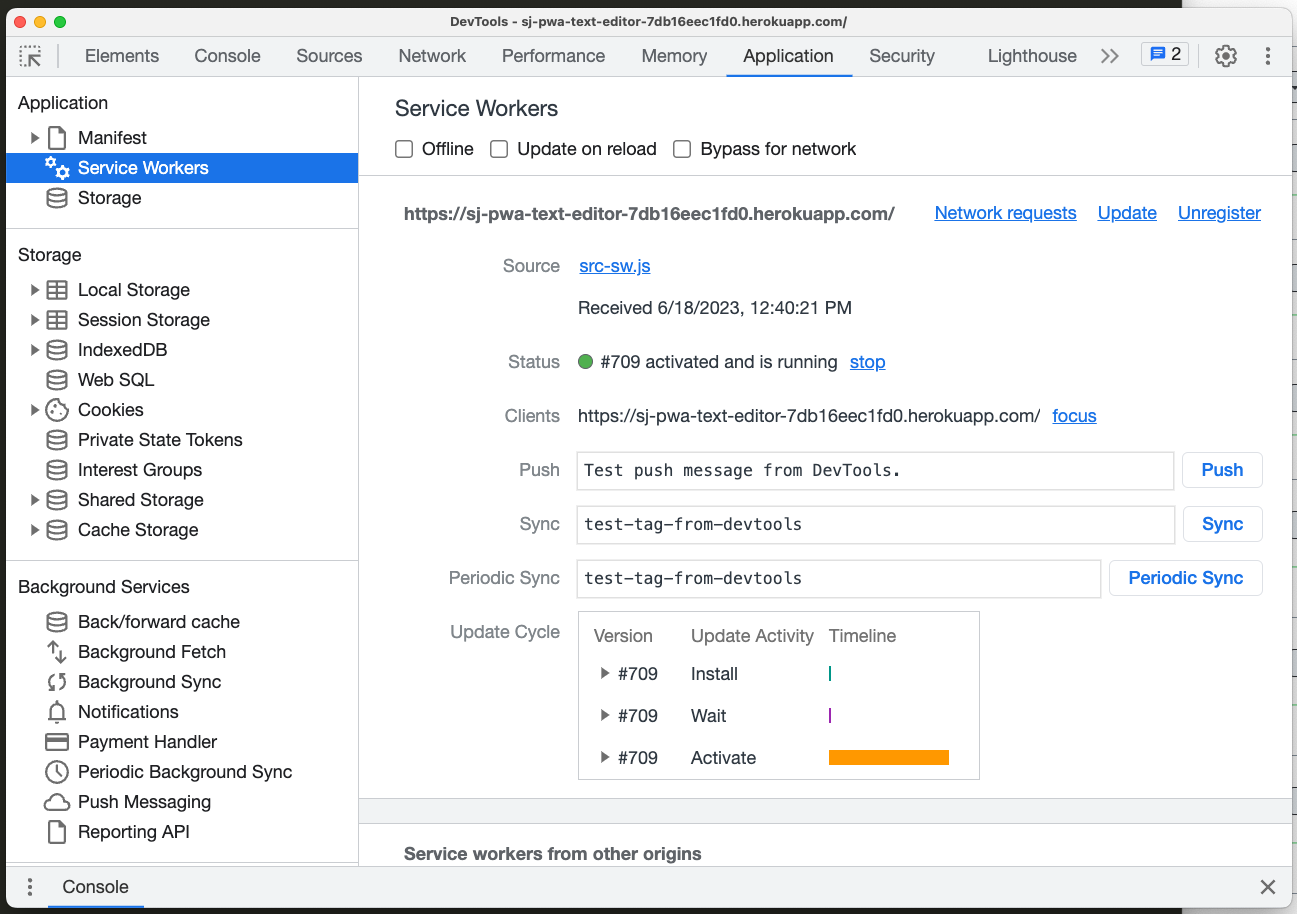 DevTools - sj-pwa-text-editor-7db16eec1fd0.herokuapp.com/
Elements Console Sources Network Performance Memory Application Security Lighthouse 2
Application
Manifest
Service Workers
Storage
Storage
Local Storage
Session Storage
IndexedDB
Web SQL
Cookies
Private State Tokens
Interest Groups
Shared Storage
Cache Storage
Background Services
Back/forward cache
Background Fetch
Background Sync
Notifications
Payment Handler
Periodic Background Sync
Push Messaging
Reporting API
Service Workers
Offline Update on reload Bypass for network
https://sj-pwa-text-editor-7db16eec1fd0.herokuapp.com/ Network requests Update Unregister
Source src-sw.js
Received 6/18/2023, 12:40:21 PM
Status #709 activated and is running stop
Clients https://sj-pwa-text-editor-7db16eec1fd0.herokuapp.com/ focus
Push Test push message from DevTools. Push
Sync test-tag-from-devtools Sync
Periodic Sync test-tag-from-devtools Periodic Sync
Update Cycle Version Update Activity Timeline
#709 Install
#709 Wait
#709 Activate
Service workers from other origins
Console